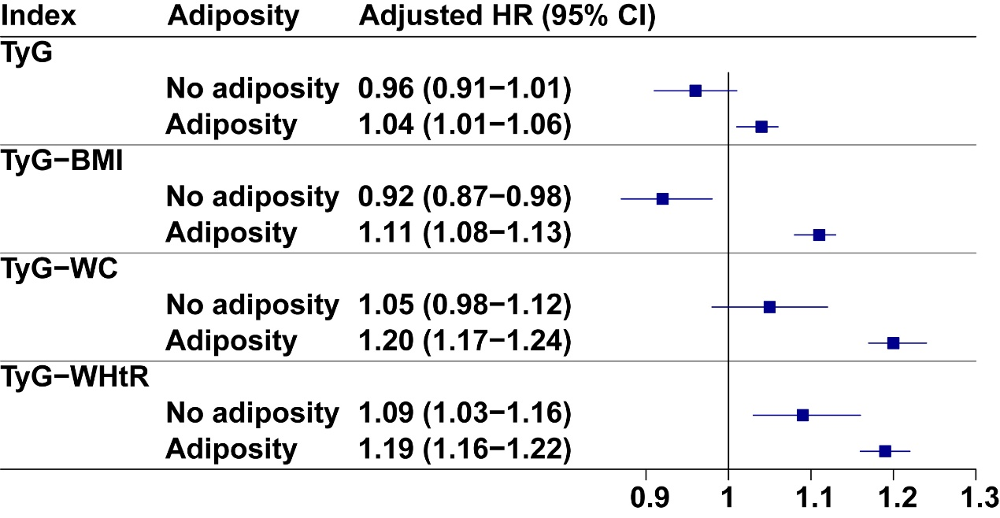 Index Adiposity Adjusted HR (95% CI)
TyG
No adiposity 0.96 (0.91−1.01)
Adiposity 1.04 (1.01−1.06)
TyG−BMI
No adiposity 0.92 (0.87−0.98)
Adiposity 1.11 (1.08−1.13)
TyG−WC
No adiposity 1.05 (0.98−1.12)
Adiposity 1.20 (1.17−1.24)
TyG−WHtR
No adiposity 1.09 (1.03−1.16)
Adiposity 1.19 (1.16−1.22)
0.9 1 1.1 1.2 1.3